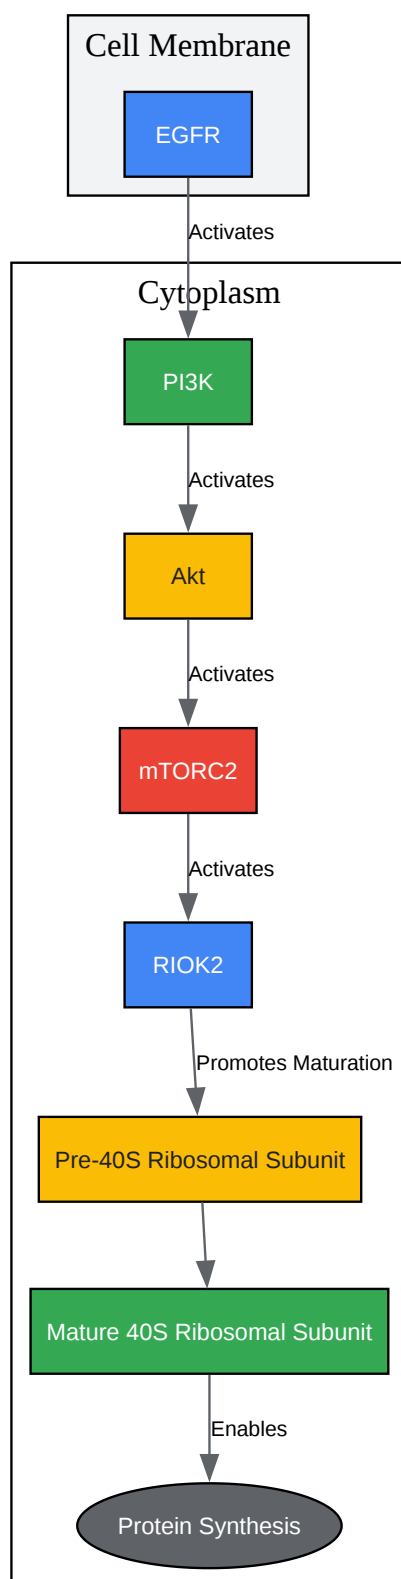 Cell Membrane
EGFR
Activates
Cytoplasm
PI3K
Activates
Akt
Activates
mTORC2
Activates
RIOK2
Promotes Maturation
Pre-40S Ribosomal Subunit
Mature 40S Ribosomal Subunit
Enables
Protein Synthesis